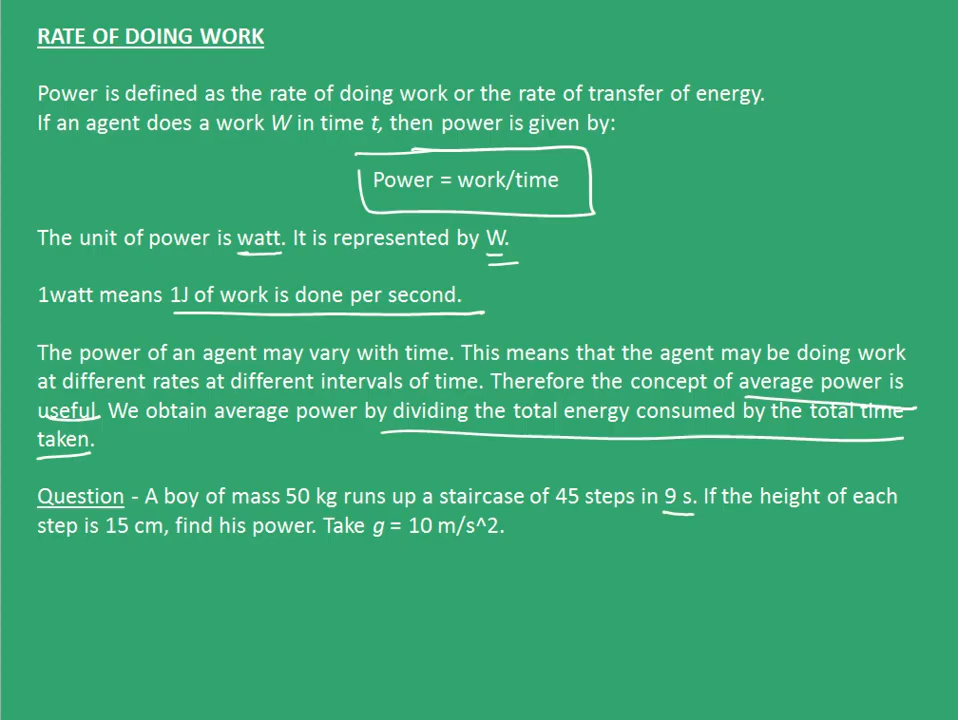 RATE OF DOING WORK
Power is defined as the rate of doing work or the rate of transfer of energy.
If an agent does a work W in time t, then power is given by:
Power = work/time
The unit of power is watt. It is represented by W.
1watt means 1J of work is done per second.
The power of an agent may vary with time. This means that the agent may be doing work
at different rates at different intervals of time. Therefore the concept of average power is
useful. We obtain average power by dividing the total energy consumed by the total time
taken.
Question - A boy of mass 50 kg runs up a staircase of 45 steps in 9 s. If the height of each
step is 15 cm, find his power. Take g = 10 m/s^2.